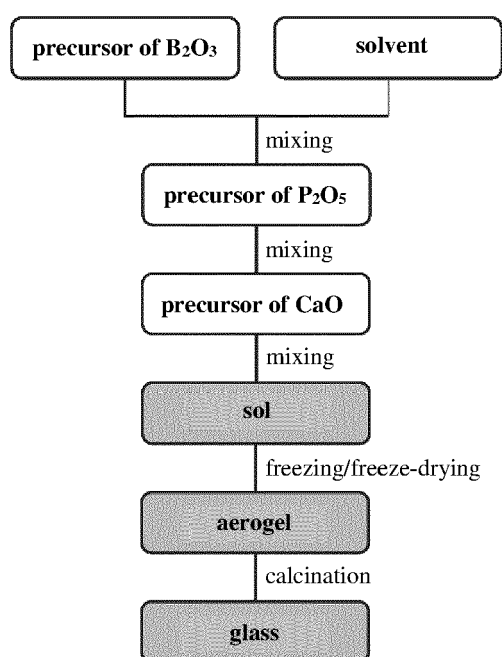 precursor of B₂O₃
solvent
mixing
precursor of P₂O₅
mixing
precursor of CaO
mixing
sol
freezing/freeze-drying
aerogel
calcination
glass